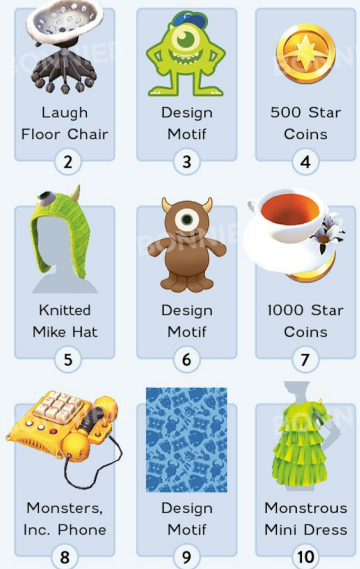 Laugh
Floor Chair
2
Design
Motif
3
500 Star
Coins
4
Knitted
Mike Hat
5
Design
Motif
6
1000 Star
Coins
7
Monsters,
Inc. Phone
8
Design
Motif
9
Monstrous
Mini Dress
10